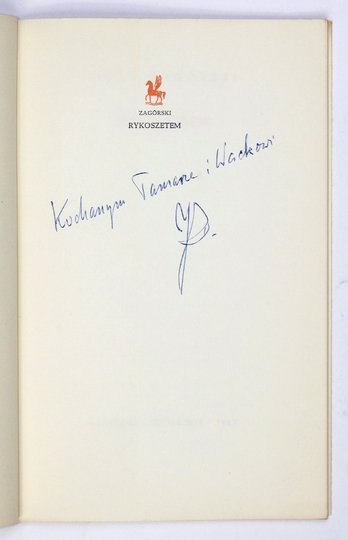 ZAGÓRSKI
RYKOSZETEM
Kochanym Tamarze i Wackowi